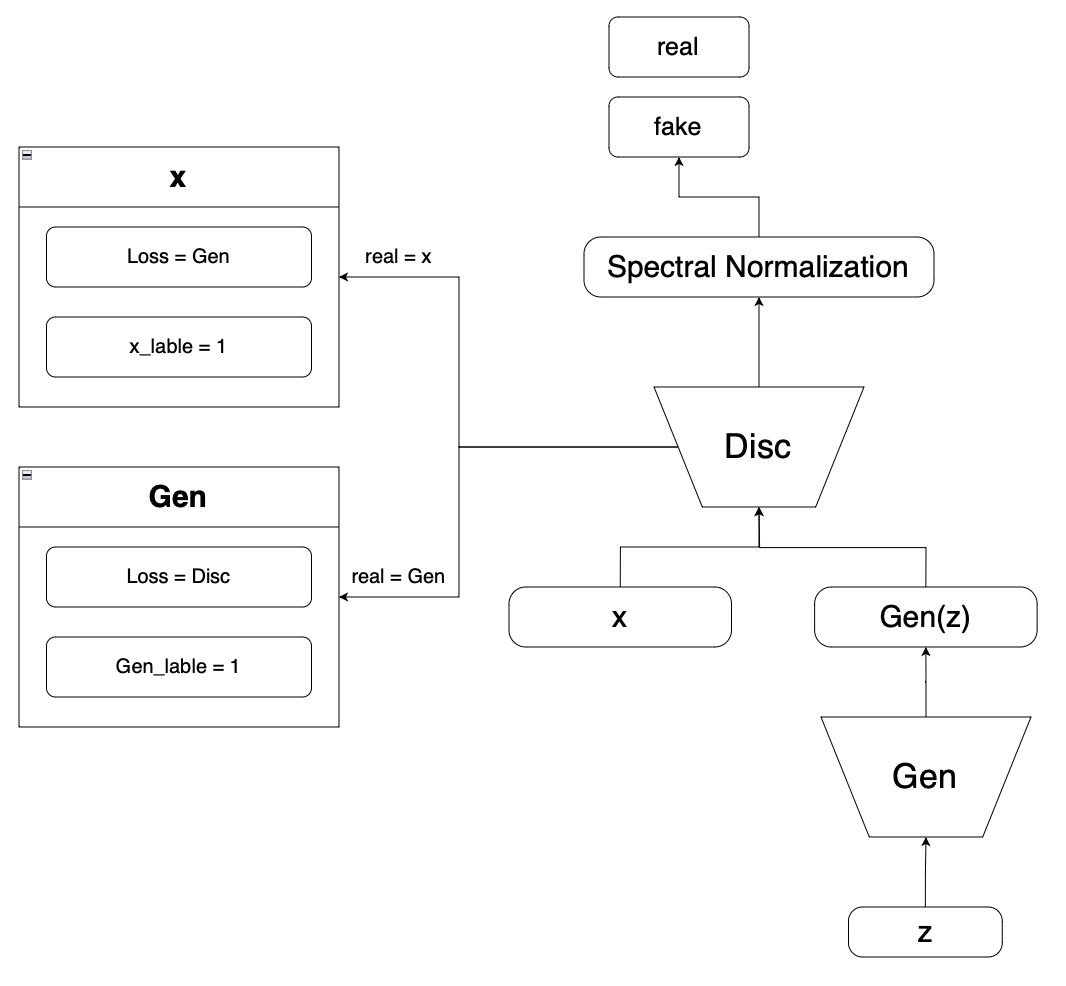 real
fake
Spectral Normalization
x
Loss = Gen
x_lable = 1
real = x
Disc
Gen
Loss = Disc
Gen_lable = 1
real = Gen
x
Gen(z)
Gen
z